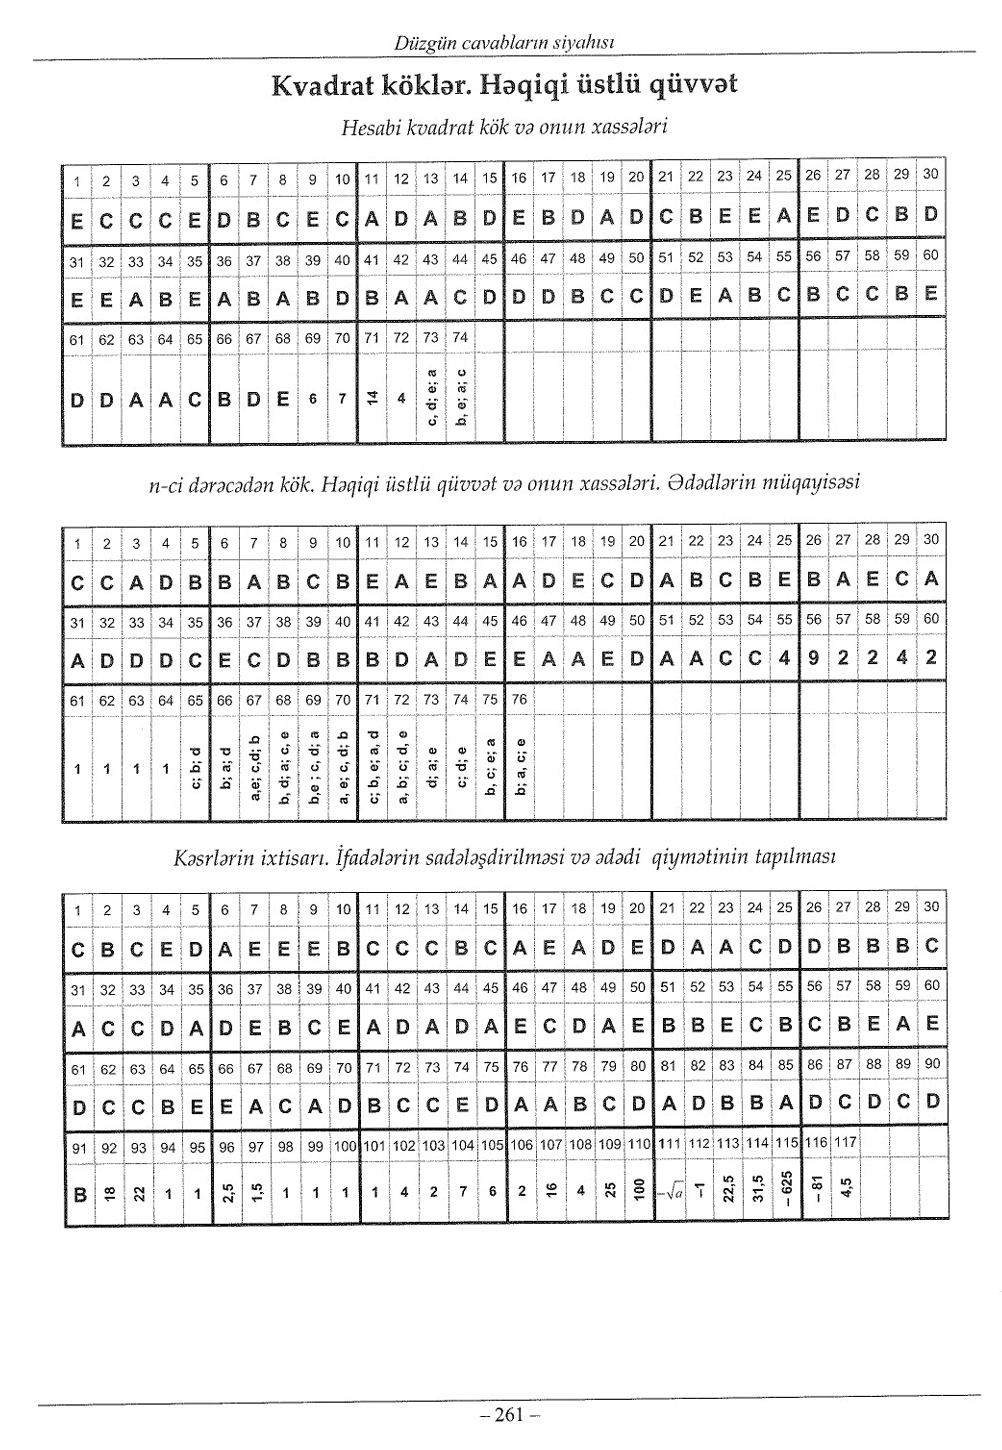 Düzgün cavabların siyahısı
Kvadrat köklər. Həqiqi üstlü qüvvət
Hesabi kvadrat kök və onun xassələri
1 2 3 4 5 6 7 8 9 10 11 12 13 14 15 16 17 18 19 20 21 22 23 24 25 26 27 28 29 30
E C C C E D B C E C A D A B D E B D A D C B E E A E D C B D
31 32 33 34 35 36 37 38 39 40 41 42 43 44 45 46 47 48 49 50 51 52 53 54 55 56 57 58 59 60
E E A B E A B A B D B A A C D D D B C C D E A B C B C C B E
61 62 63 64 65 66 67 68 69 70 71 72 73 74
D D A A C B D E 6 7 14 4 c, d; e; a b, e; a; c
n-ci dərəcədən kök. Həqiqi üstlü qüvvət və onun xassələri. Ədədlərin müqayisəsi
1 2 3 4 5 6 7 8 9 10 11 12 13 14 15 16 17 18 19 20 21 22 23 24 25 26 27 28 29 30
C C A D B B A B C B E A E B A A D E C D A B C B E B A E C A
31 32 33 34 35 36 37 38 39 40 41 42 43 44 45 46 47 48 49 50 51 52 53 54 55 56 57 58 59 60
A D D D C E C D B B B D A D E E A A E D A A C C 4 9 2 2 4 2
61 62 63 64 65 66 67 68 69 70 71 72 73 74 75 76
1 1 1 1 c; b; d b; a; d a,e; c,d; b b, d; a; c, e b,e ; c, d; a a, e; c, d; b c; b, e; a, d a, b; c; d, e d; a; e c; d; e b, c; e; a b; a, c; e
Kəsrlərin ixtisarı. İfadələrin sadələşdirilməsi və ədədi qiymətinin tapılması
1 2 3 4 5 6 7 8 9 10 11 12 13 14 15 16 17 18 19 20 21 22 23 24 25 26 27 28 29 30
C B C E D A E E E B C C C B C A E A D E D A A C D D B B B C
31 32 33 34 35 36 37 38 39 40 41 42 43 44 45 46 47 48 49 50 51 52 53 54 55 56 57 58 59 60
A C C D A D E B C E A D A D A E C D A E B B E C B C B E A E
61 62 63 64 65 66 67 68 69 70 71 72 73 74 75 76 77 78 79 80 81 82 83 84 85 86 87 88 89 90
D C C B E E A C A D B C C E D A A B C D A D B B A D C D C D
91 92 93 94 95 96 97 98 99 100 101 102 103 104 105 106 107 108 109 110 111 112 113 114 115 116 117
B 18 22 1 1 2,5 1,5 1 1 1 1 4 2 7 6 2 16 4 25 100 −√a −1 22,5 31,5 − 625 − 81 4,5
– 261 –